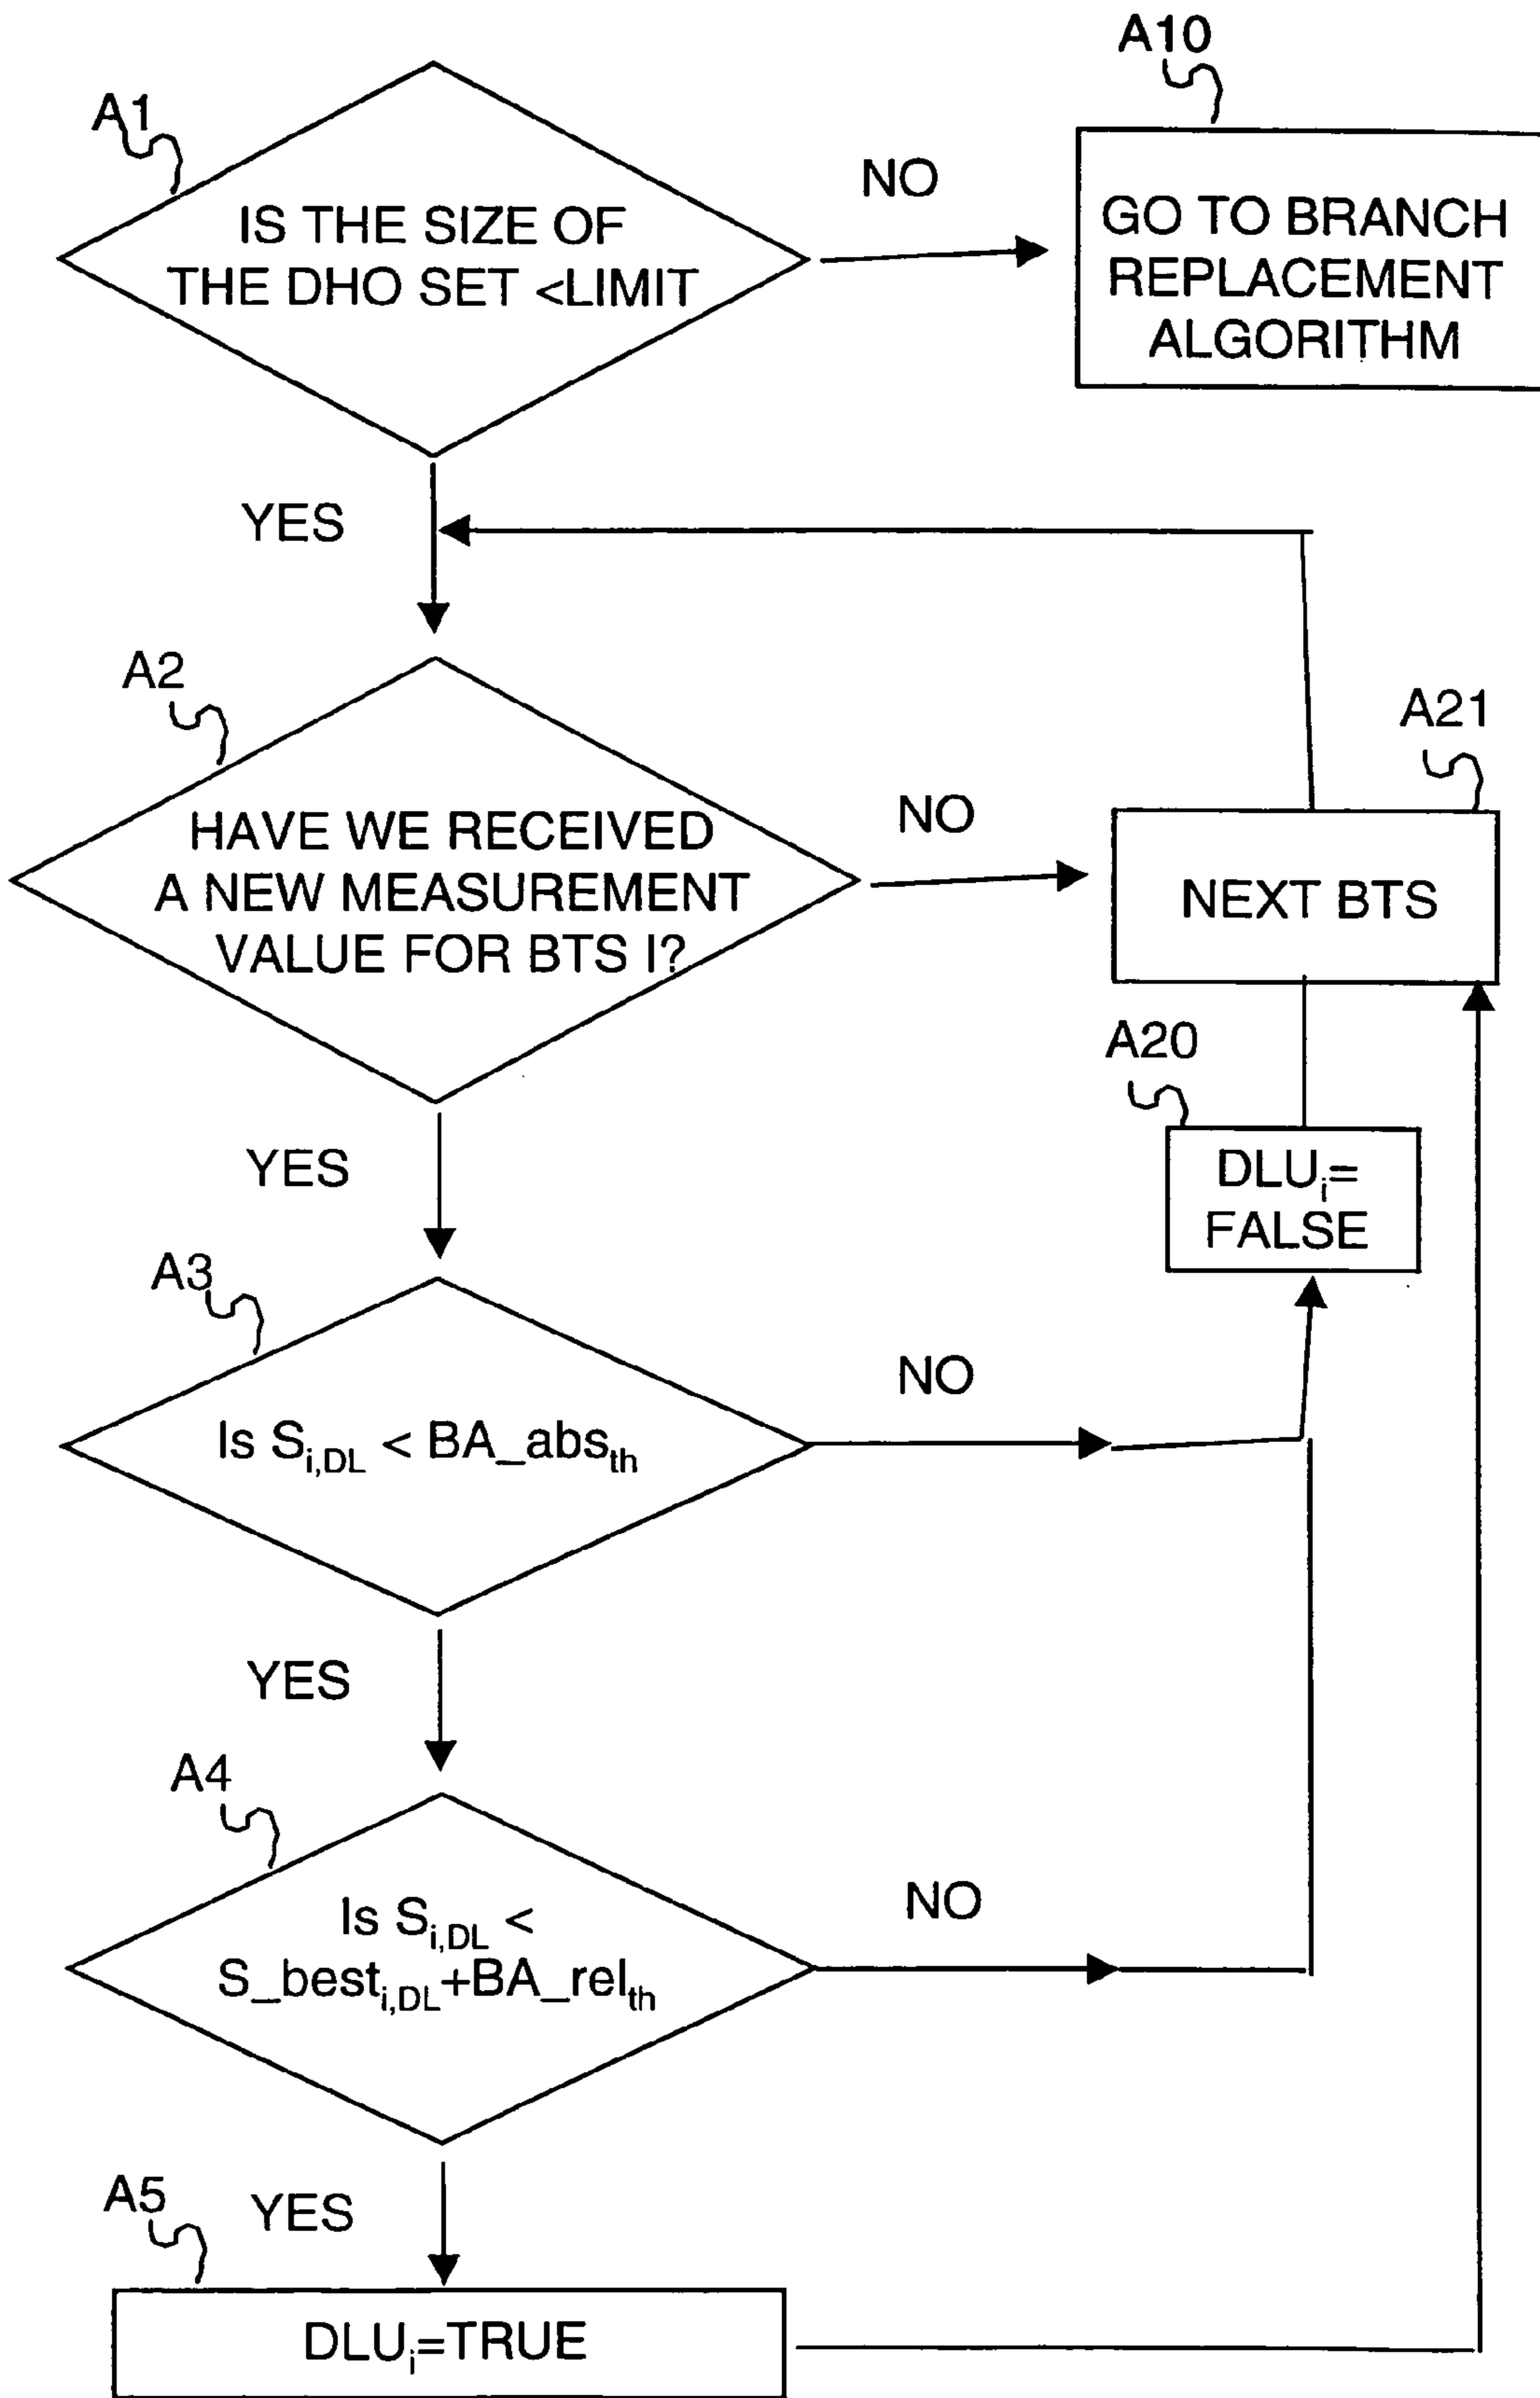 A10
A1
NO
IS THE SIZE OF
THE DHO SET <LIMIT
GO TO BRANCH
REPLACEMENT
ALGORITHM
YES
A2
A21
NO
HAVE WE RECEIVED
A NEW MEASUREMENT
VALUE FOR BTS I?
NEXT BTS
A20
YES
DLUi=
FALSE
A3
NO
Is Si,DL < BA_absth
YES
A4
NO
Is Si,DL <
S_besti,DL+BA_relth
A5
YES
DLUi=TRUE